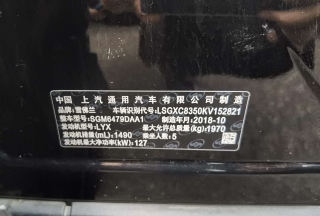 中国 上汽通用汽车有限公司制造
品牌：雪佛兰 车辆识别代号：LSGXC8350KV152821
整车型号：SGM6479DAA1 制造年月：2018-10
发动机型号：LYX 最大允许总质量(kg)：1970
发动机排量(mL)：1490 乘坐人数：5
发动机最大净功率(kW)：127